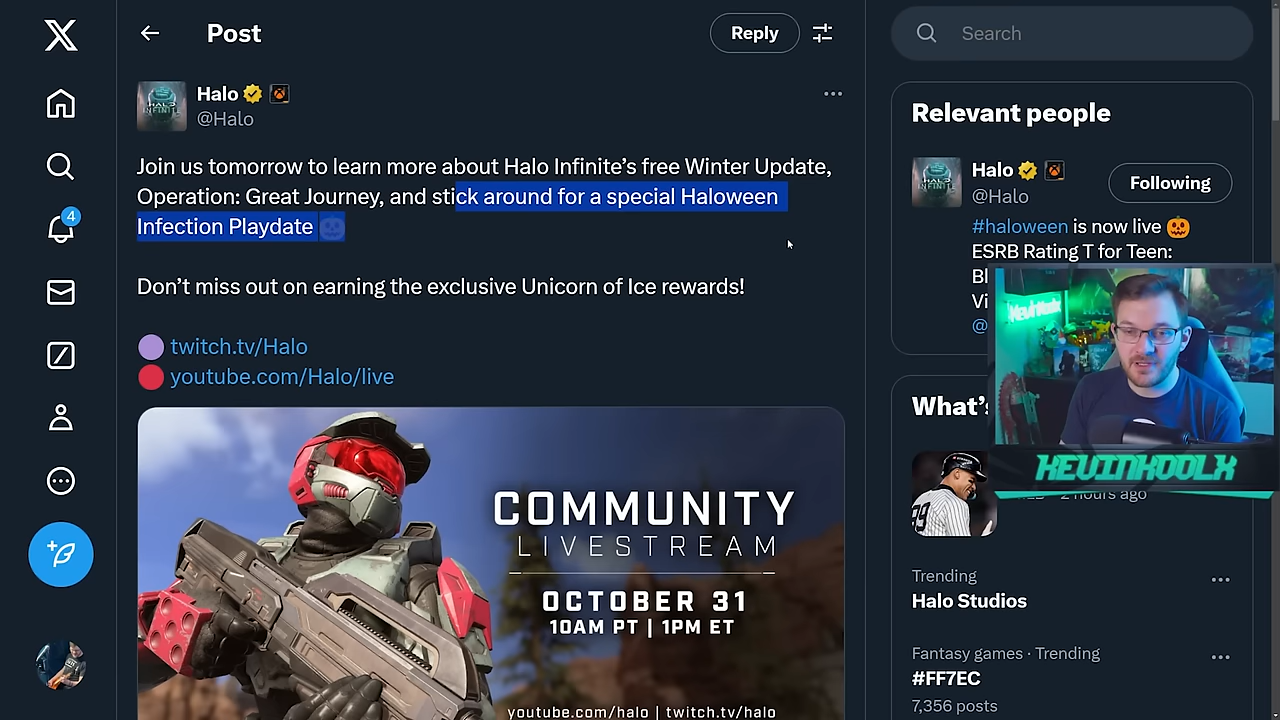 Post
Reply
Search
Halo
@Halo
Join us tomorrow to learn more about Halo Infinite’s free Winter Update,
Operation: Great Journey, and stick around for a special Haloween
Infection Playdate 🎃
Don’t miss out on earning the exclusive Unicorn of Ice rewards!
🟣 twitch.tv/Halo
🔴 youtube.com/Halo/live
COMMUNITY
LIVESTREAM
OCTOBER 31
10AM PT | 1PM ET
youtube.com/halo | twitch.tv/halo
4
Relevant people
Halo
@Halo
Following
#haloween is now live 🎃
ESRB Rating T for Teen:
Bl
Vi
@
KEVINKOOLX
What’s
2 hours ago
99
Trending
Halo Studios
Fantasy games · Trending
#FF7EC
7,356 posts